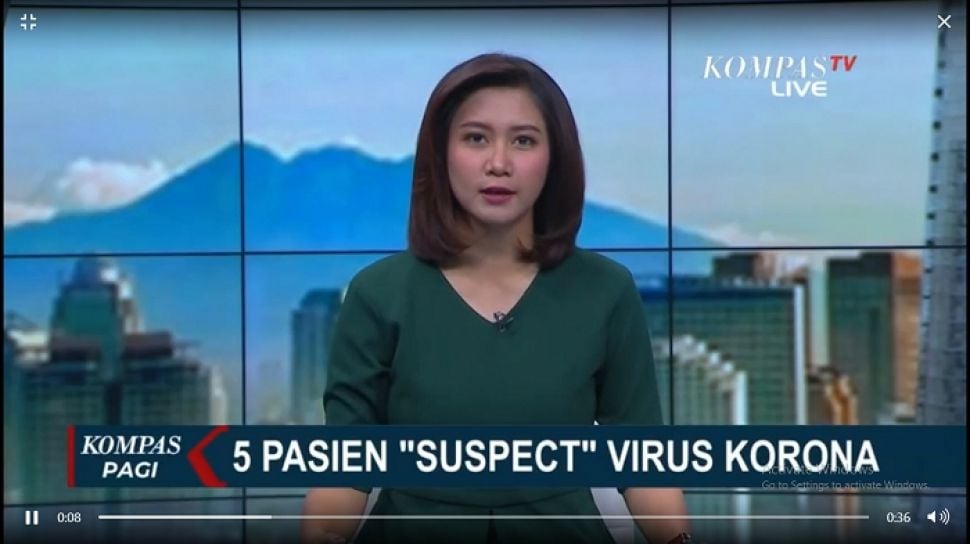 KOMPAS TV
LIVE
KOMPAS
PAGI
5 PASIEN "SUSPECT" VIRUS KORONA
Activate Windows
Go to Settings to activate Windows.
0:08
0:36